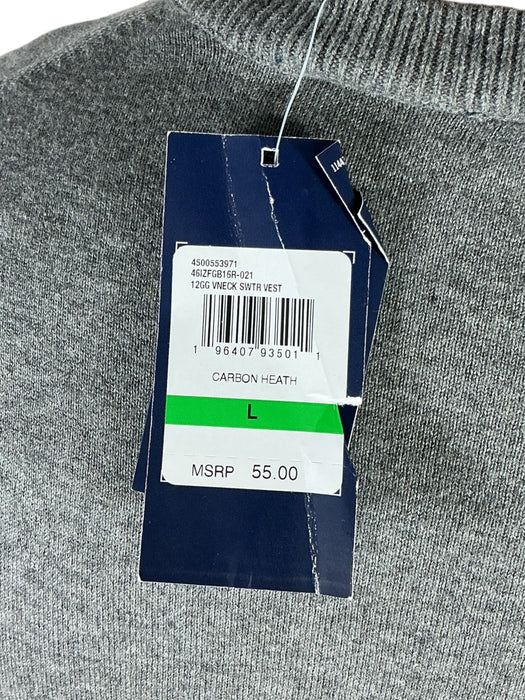 4500553971
46IZFGB16R-021
12GG VNECK SWTR VEST
1 96407 93501 1
CARBON HEATH
L
MSRP 55.00